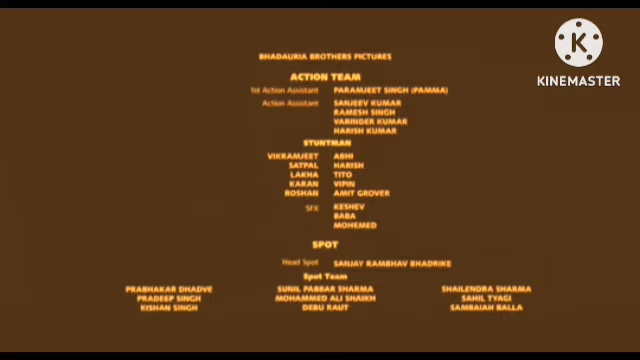 BHADAURIA BROTHERS PICTURES
KINEMASTER
ACTION TEAM
1st Action Assistant PARAMJEET SINGH (PAMMA)
Action Assistant SANJEEV KUMAR
RAMESH SINGH
VARINDER KUMAR
HARISH KUMAR
STUNTMAN
VIKRAMJEET ABHI
SATPAL HARISH
LAKHA TITO
KARAN VIPIN
ROSHAN AMIT GROVER
SFX KESHEV
BABA
MOHEMED
SPOT
Head Spot SANJAY RAMBHAV BHADRIKE
Spot Team
PRABHAKAR DHADVE SUNIL PABBAR SHARMA SHAILENDRA SHARMA
PRADEEP SINGH MOHAMMED ALI SHAIKH SAHIL TYAGI
KISHAN SINGH DEBU RAUT SAMBAIAH BALLA